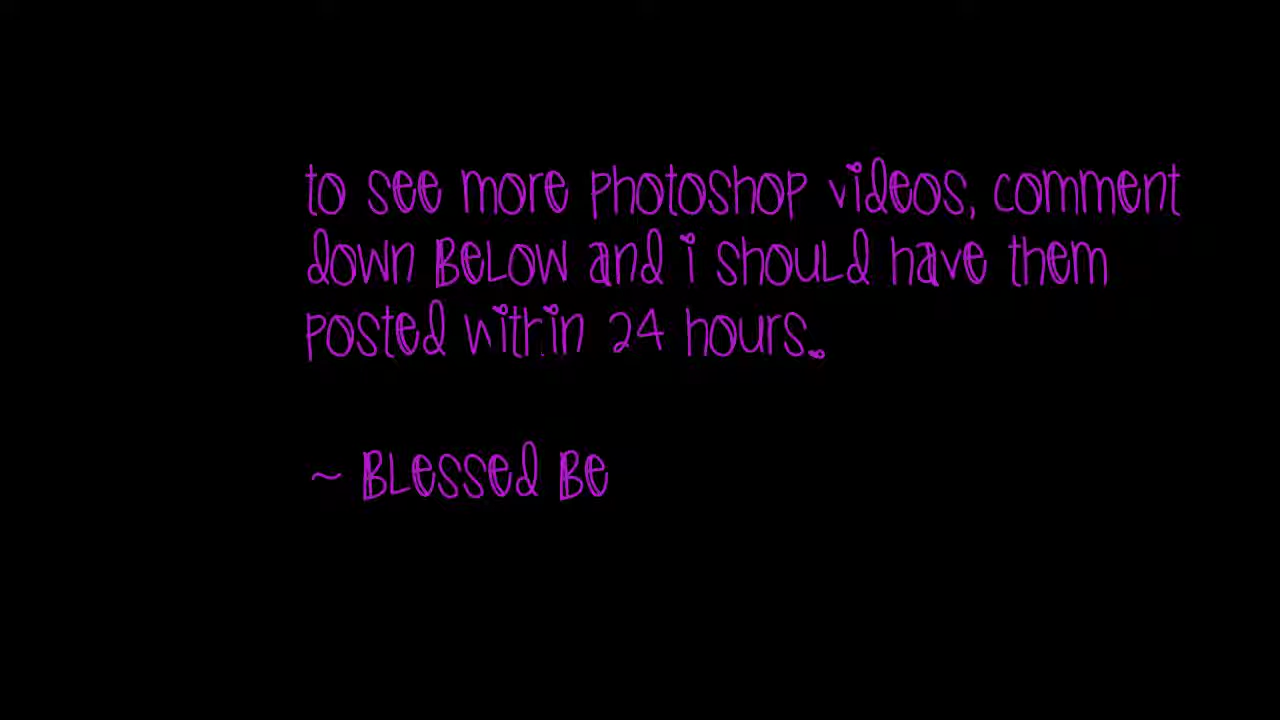 to see more photoshop videos, comment
down Below and i should have them
posted within 24 hours..
~ Blessed Be